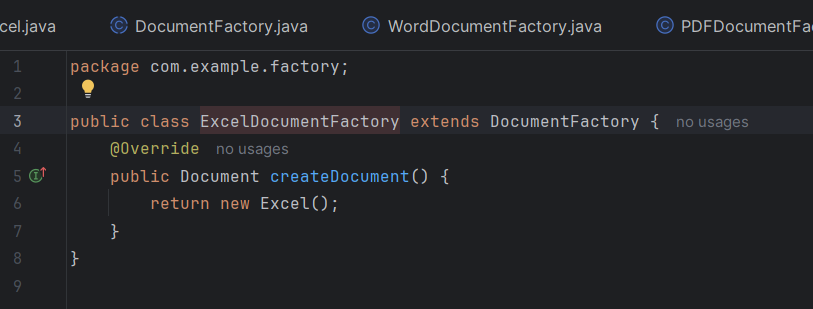 cel.java DocumentFactory.java WordDocumentFactory.java PDFDocumentFa
1 package com.example.factory;
2
3 public class ExcelDocumentFactory extends DocumentFactory { no usages
4 @Override no usages
5 public Document createDocument() {
6 return new Excel();
7 }
8 }
9